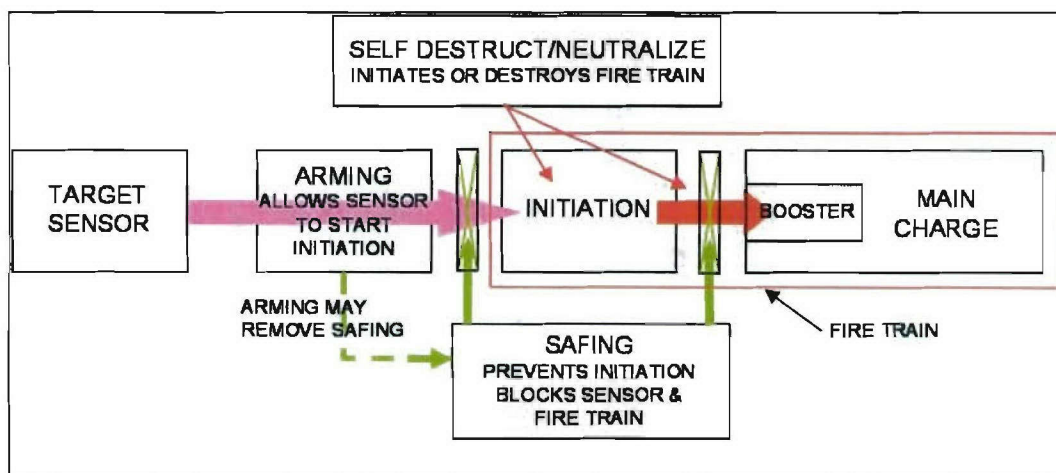 SELF DESTRUCT/NEUTRALIZE
INITIATES OR DESTROYS FIRE TRAIN
TARGET
SENSOR
ARMING
ALLOWS SENSOR
TO START
INITIATION
INITIATION
BOOSTER
MAIN
CHARGE
ARMING MAY
REMOVE SAFING
SAFING
PREVENTS INITIATION
BLOCKS SENSOR &
FIRE TRAIN
FIRE TRAIN